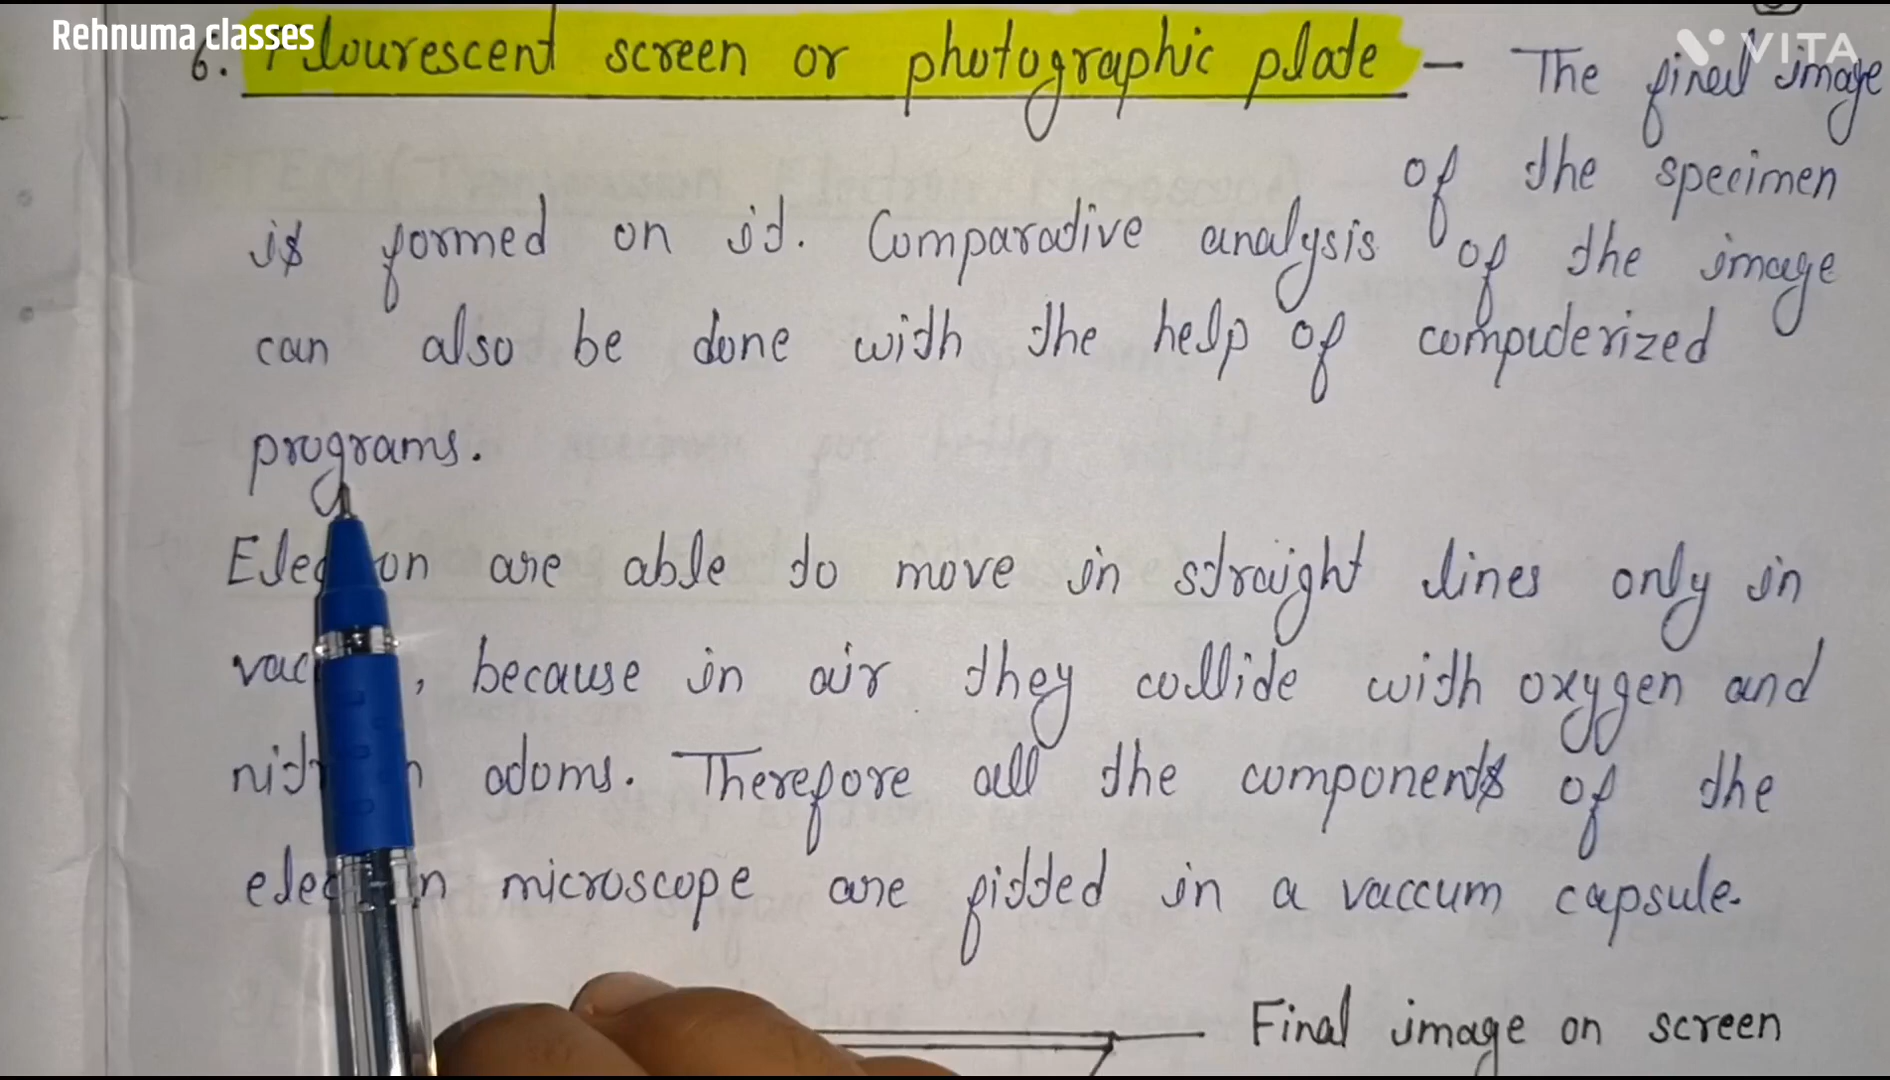 Rehnuma classes
VITA
6. Flourescent screen or photographic plate - The final image
of the specimen
is formed on it. Comparative analysis of the image
can also be done with the help of computerized
programs.
are able to move in straight lines only in
, because in air they collide with oxygen and
atoms. Therefore all the components of the
microscope are fitted in a vaccum capsule.
Final image on screen